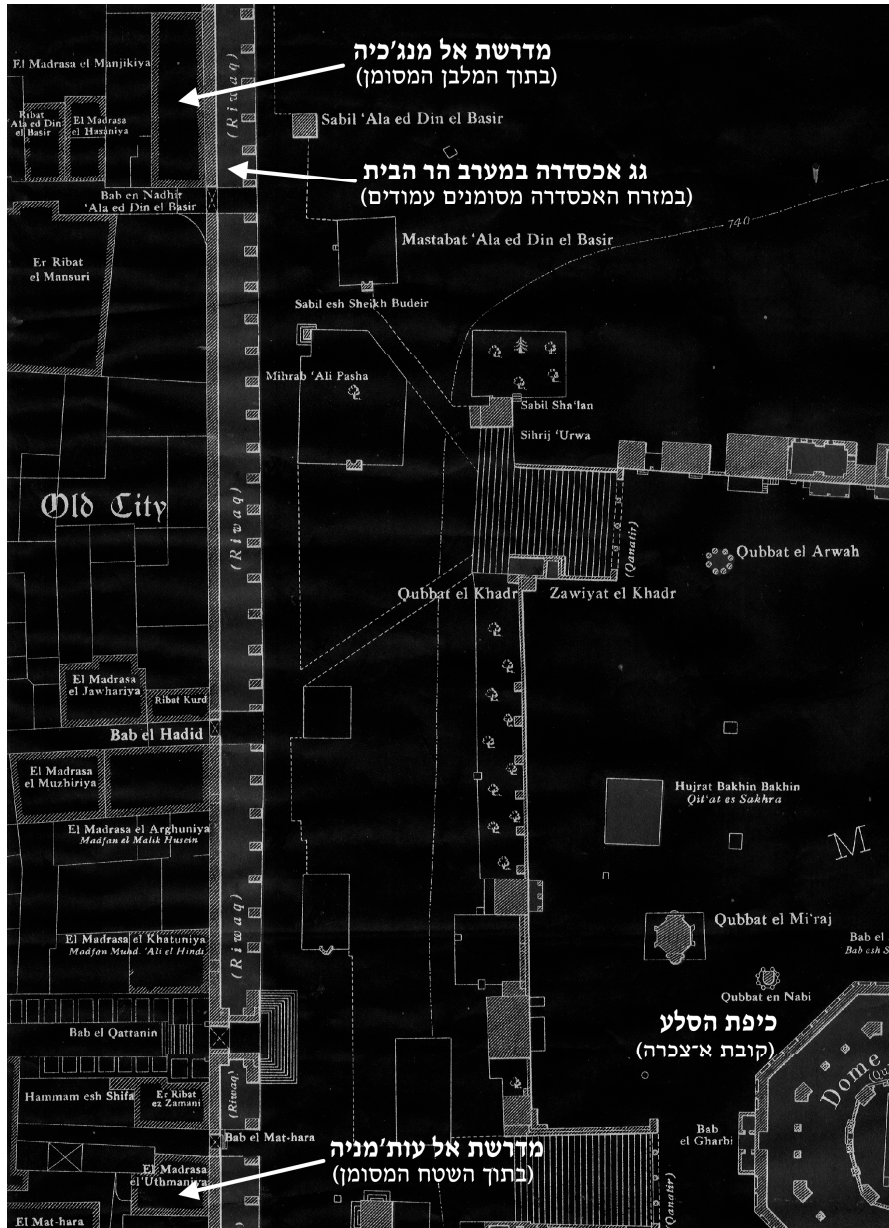 El Madrasa el Manjikiya
(Riwaq)
מדרשת אל מנג'כיה
(בתוך המלבן המסומן)
Ribat
'Ala ed Din
el Basir
El Madrasa
el Hasaniya
Sabil 'Ala ed Din el Basir
גג אכסדרה במערב הר הבית
(במזרח האכסדרה מסומנים עמודים)
Bab en Nadhir
'Ala ed Din el Basir
Mastabat 'Ala ed Din el Basir
740
Er Ribat
el Mansuri
Sabil esh Sheikh Budeir
Mihrab 'Ali Pasha
Sabil Sha'lan
Sihrij 'Urwa
Old City
(Riwaq)
(Qanatir)
Qubbat el Arwah
Qubbat el Khadr
Zawiyat el Khadr
El Madrasa
el Jawhariya
Ribat Kurd
Bab el Hadid
El Madrasa
el Muzhiriya
Hujrat Bakhin Bakhin
Qit'at es Sakhra
El Madrasa el Arghuniya
Madfan el Malik Husein
M
(Riwaq)
Qubbat el Mi'raj
El Madrasa el Khatuniya
Madfan Muhd. 'Ali el Hindi
Bab el
Bab esh S
Qubbat en Nabi
כיפת הסלע
(קובת א־צכרה)
Bab el Qattanin
Dome
(Qu
Hammam esh Shifa
Er Ribat
ez Zamani
(Riwaq)
Bab
el Gharbi
Bab el Mat-hara
מדרשת אל עות'מניה
(בתוך השטח המסומן)
El Madrasa
el 'Uthmaniya
(Qanatir)
El Mat-hara